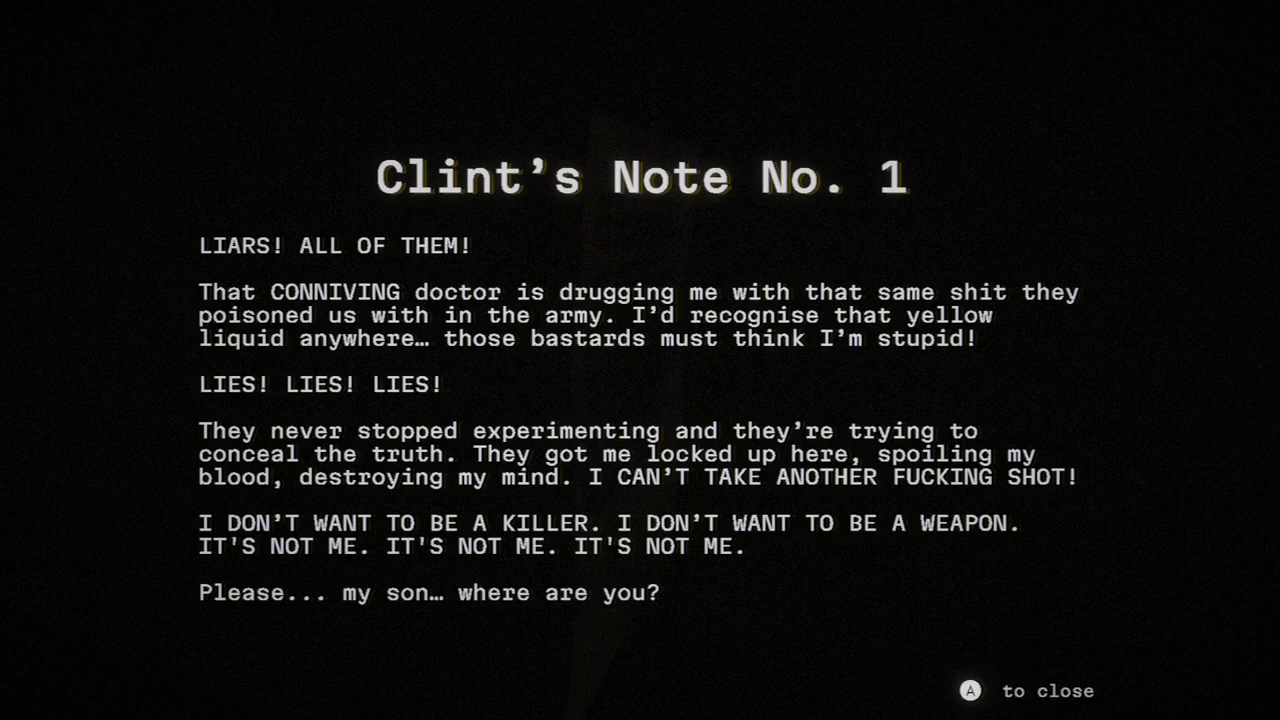 Clint’s Note No. 1
LIARS! ALL OF THEM!
That CONNIVING doctor is drugging me with that same shit they
poisoned us with in the army. I’d recognise that yellow
liquid anywhere… those bastards must think I’m stupid!
LIES! LIES! LIES!
They never stopped experimenting and they’re trying to
conceal the truth. They got me locked up here, spoiling my
blood, destroying my mind. I CAN’T TAKE ANOTHER FUCKING SHOT!
I DON’T WANT TO BE A KILLER. I DON’T WANT TO BE A WEAPON.
IT'S NOT ME. IT'S NOT ME. IT'S NOT ME.
Please... my son… where are you?
A to close